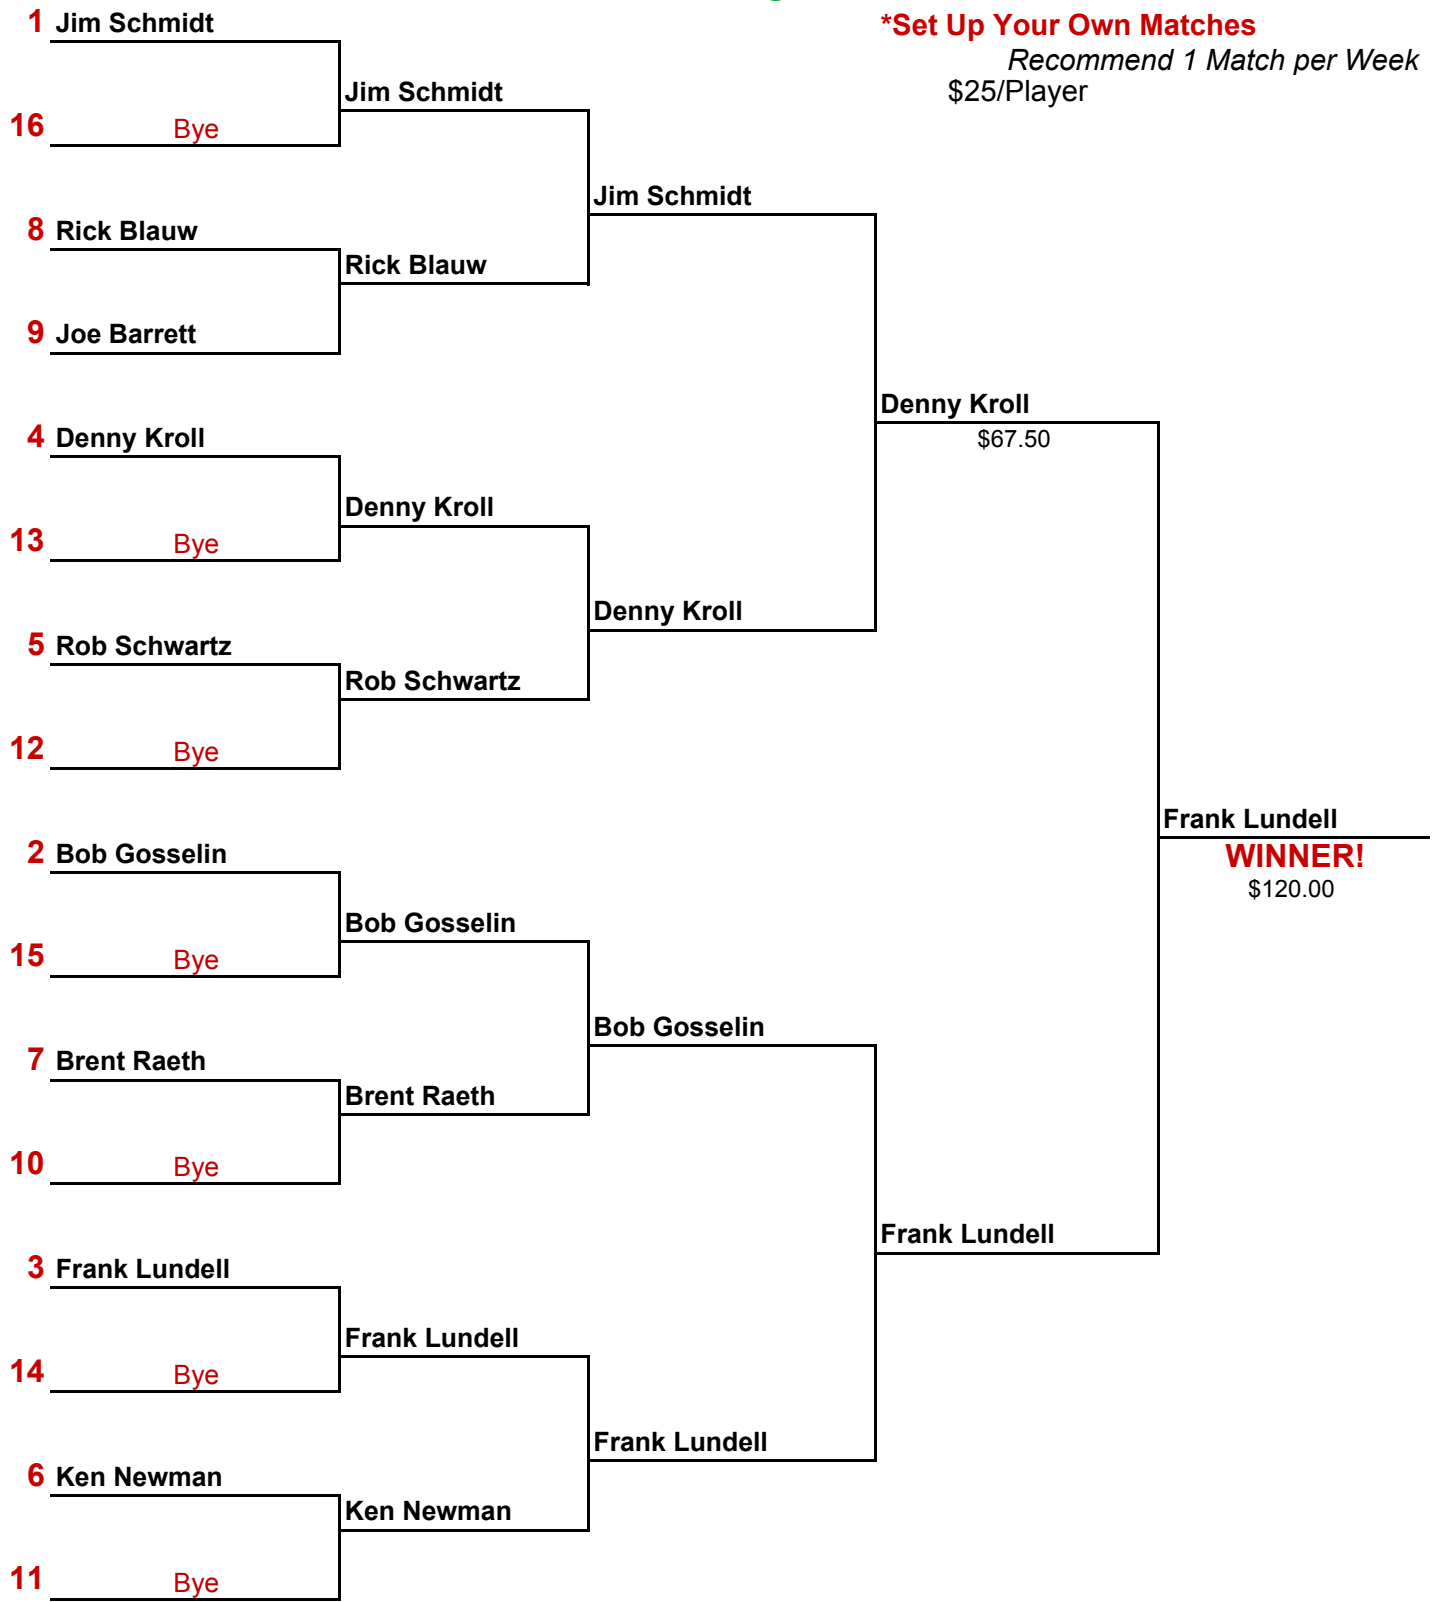 1 Jim Schmidt
*Set Up Your Own Matches
Recommend 1 Match per Week
$25/Player
Jim Schmidt
16 Bye
Jim Schmidt
8 Rick Blauw
Rick Blauw
9 Joe Barrett
Denny Kroll
$67.50
4 Denny Kroll
Denny Kroll
13 Bye
Denny Kroll
5 Rob Schwartz
Rob Schwartz
12 Bye
Frank Lundell
WINNER!
$120.00
2 Bob Gosselin
Bob Gosselin
15 Bye
Bob Gosselin
7 Brent Raeth
Brent Raeth
10 Bye
Frank Lundell
3 Frank Lundell
Frank Lundell
14 Bye
Frank Lundell
6 Ken Newman
Ken Newman
11 Bye